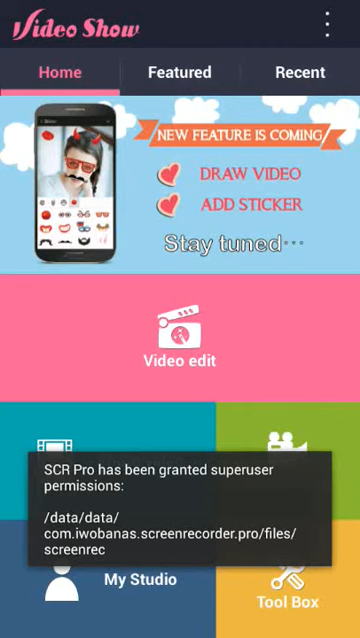 Video Show
Home
Featured
Recent
NEW FEATURE IS COMING
DRAW VIDEO
ADD STICKER
Stay tuned···
Video edit
SCR Pro has been granted superuser
permissions:
/data/data/
com.iwobanas.screenrecorder.pro/files/
screenrec
My Studio
Tool Box